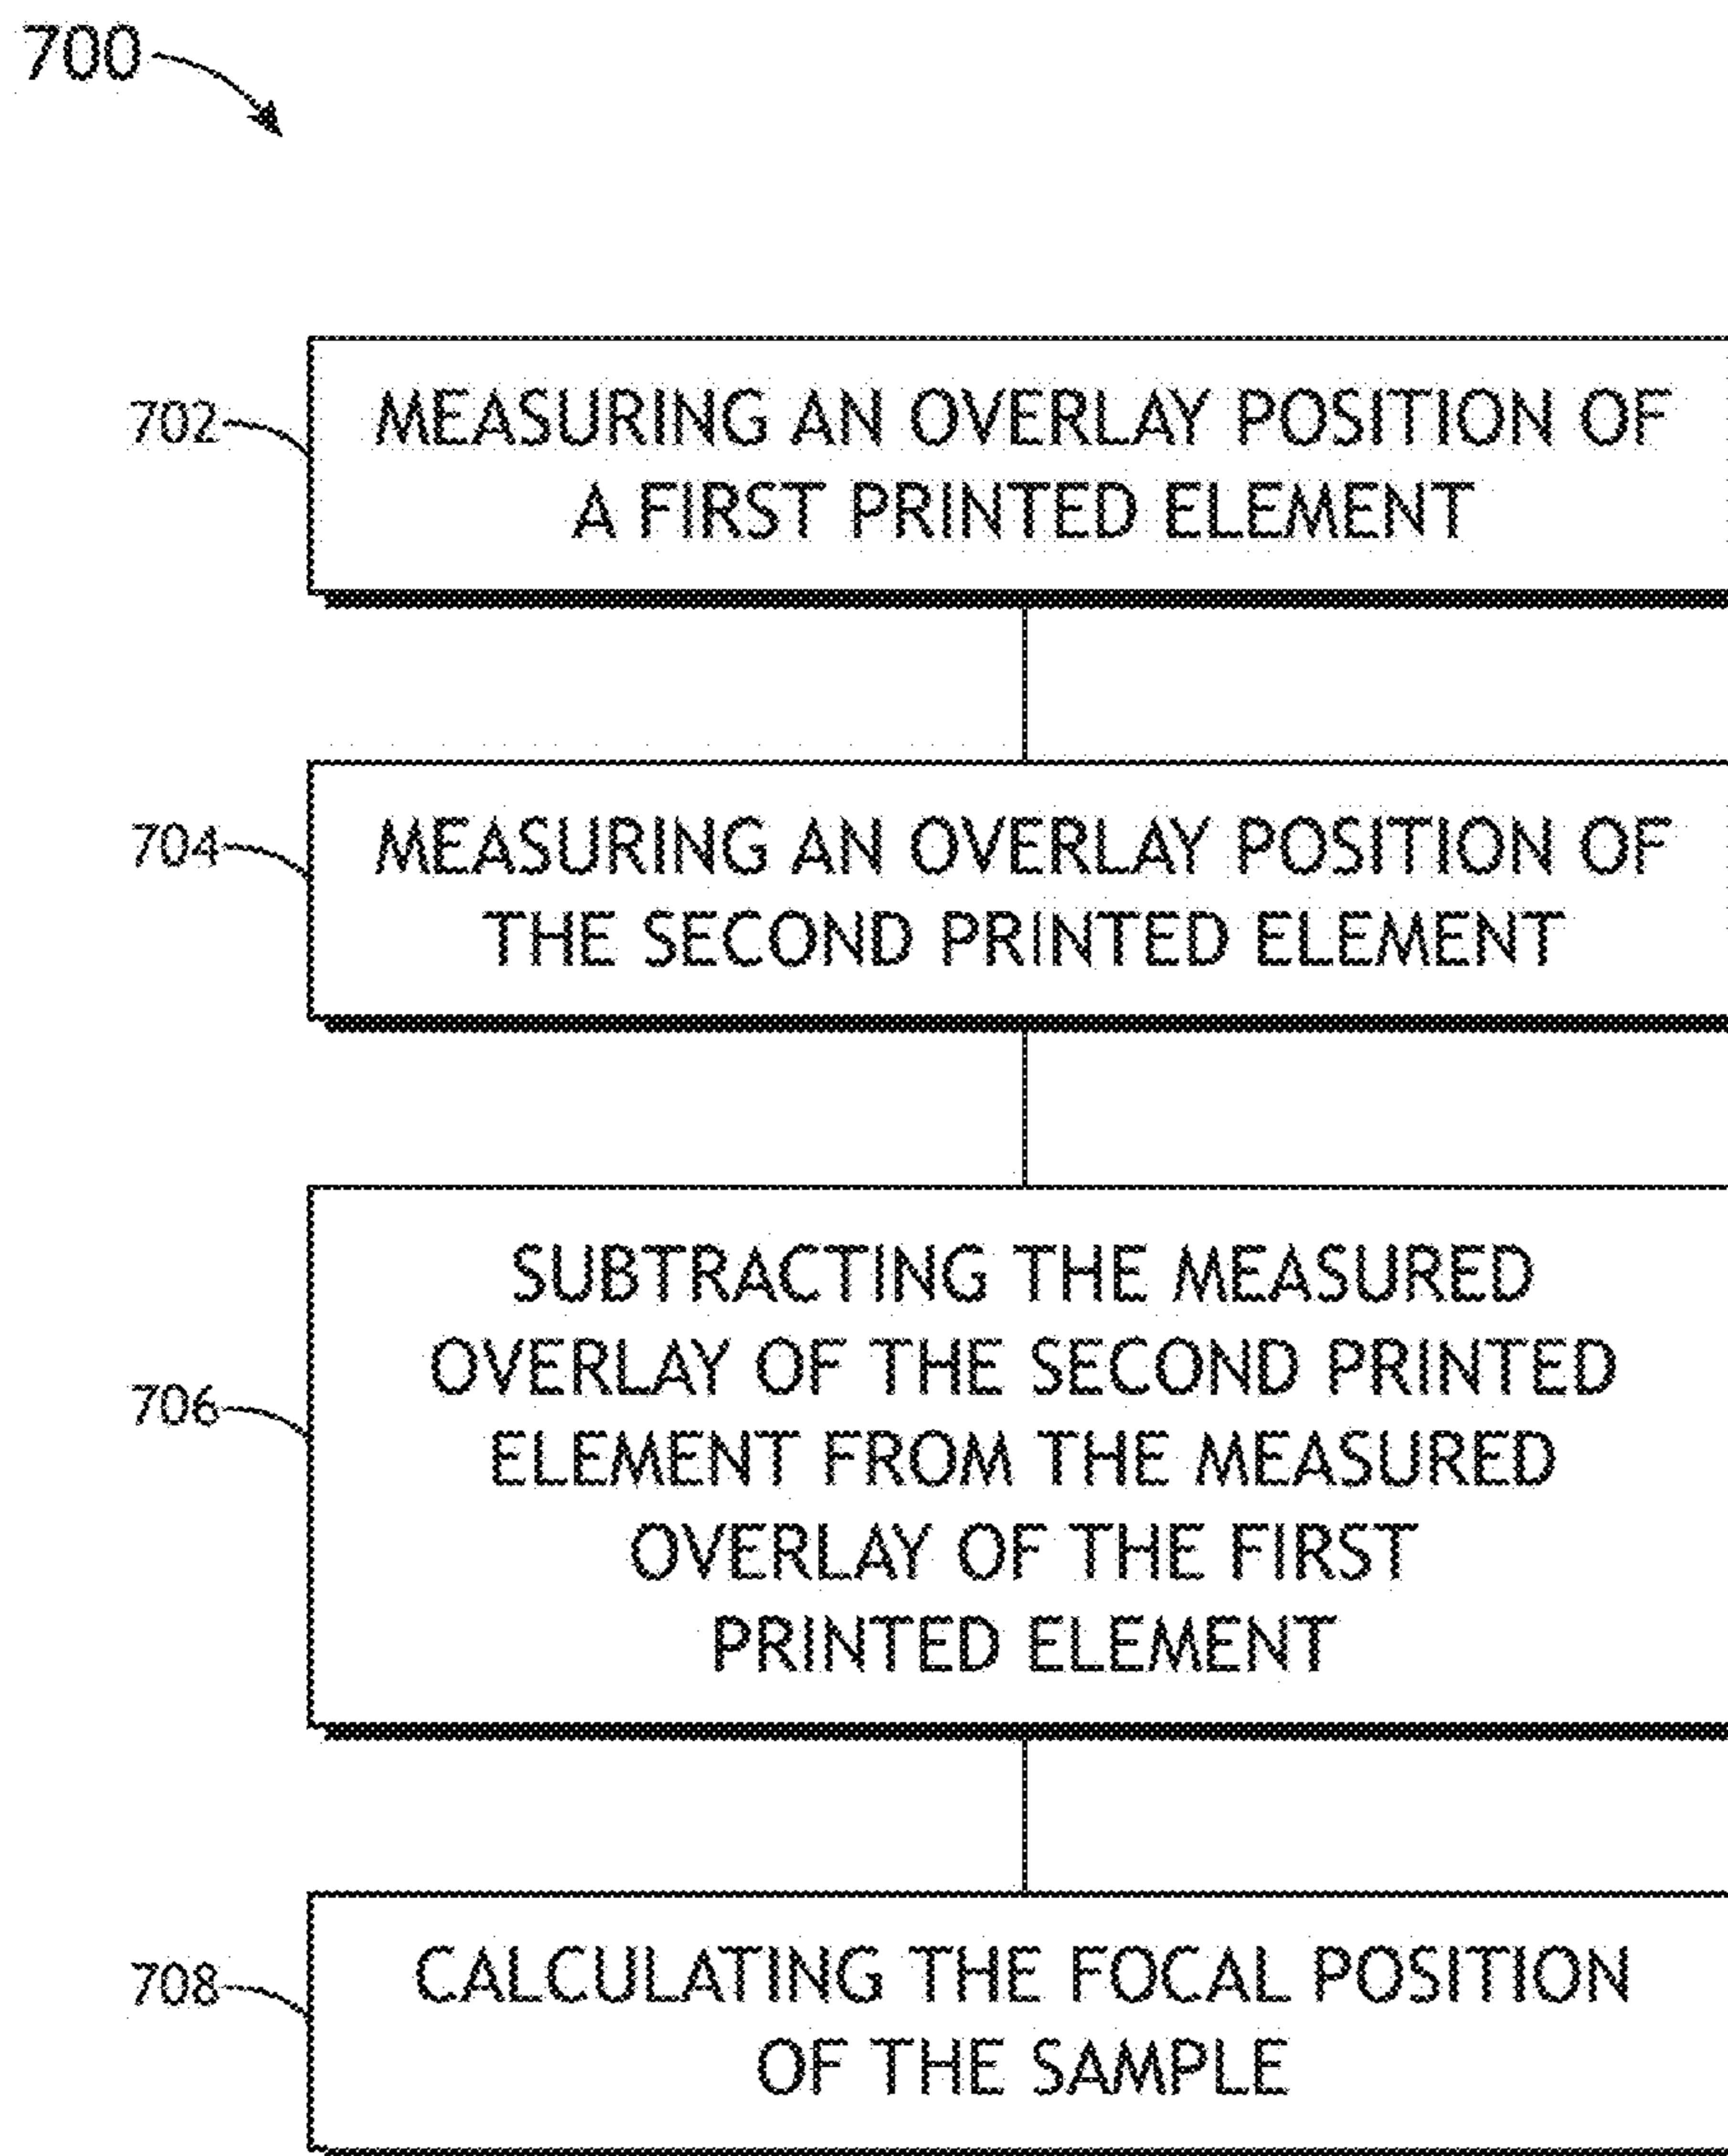 700
702
MEASURING AN OVERLAY POSITION OF
A FIRST PRINTED ELEMENT
704
MEASURING AN OVERLAY POSITION OF
THE SECOND PRINTED ELEMENT
706
SUBTRACTING THE MEASURED
OVERLAY OF THE SECOND PRINTED
ELEMENT FROM THE MEASURED
OVERLAY OF THE FIRST
PRINTED ELEMENT
708
CALCULATING THE FOCAL POSITION
OF THE SAMPLE